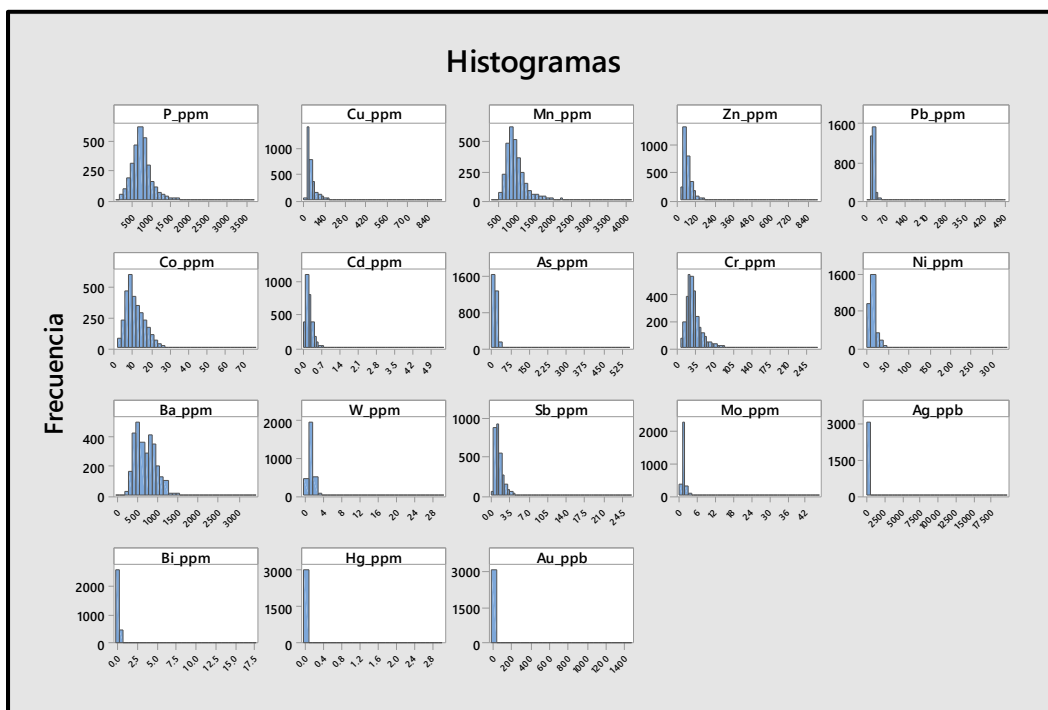 Histogramas
Frecuencia
P_ppm Cu_ppm Mn_ppm Zn_ppm Pb_ppm
500 250 0
1000 500 0
500 250 0
1000 500 0
1600 800 0
500 1000 1500 2000 2500 3000 3500
0 140 280 420 560 700 840
500 1000 1500 2000 2500 3000 3500 4000
0 120 240 360 480 600 720 840
0 70 140 210 280 350 420 490
Co_ppm Cd_ppm As_ppm Cr_ppm Ni_ppm
500 250 0
1000 500 0
1600 800 0
400 200 0
1600 800 0
0 10 20 30 40 50 60 70
0.0 0.7 1.4 2.1 2.8 3.5 4.2 4.9
0 75 150 225 300 375 450 525
0 35 70 105 140 175 210 245
0 50 100 150 200 250 300
Ba_ppm W_ppm Sb_ppm Mo_ppm Ag_ppb
400 200 0
2000 1000 0
1000 500 0
2000 1000 0
3000 1500 0
0 500 1000 1500 2000 2500 3000
0 4 8 12 16 20 24 28
0.0 3.5 7.0 10.5 14.0 17.5 21.0 24.5
0 6 12 18 24 30 36 42
0 2500 5000 7500 10000 12500 15000 17500
Bi_ppm Hg_ppm Au_ppb
2000 1000 0
3000 1500 0
3000 1500 0
0.0 2.5 5.0 7.5 10.0 12.5 15.0 17.5
0.0 0.4 0.8 1.2 1.6 2.0 2.4 2.8
0 200 400 600 800 1000 1200 1400